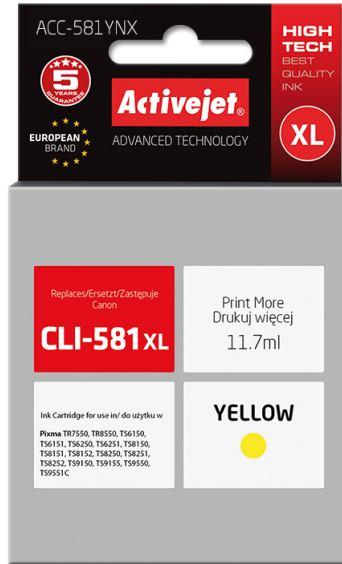 ACC-581YNX
HIGH
TECH
BEST
QUALITY
INK
5
YEARS
GUARANTEE
Activejet®
XL
EUROPEAN
BRAND
ADVANCED TECHNOLOGY
Replaces/Ersetzt/Zastępuje
Canon
CLI-581 XL
Print More
Drukuj więcej
11.7ml
Ink Cartridge for use in/ do użytku w
Pixma TR7550, TR8550, TS6150,
TS6151, TS6250, TS6251, TS8150,
TS8151, TS8152, TS8250, TS8251,
TS8252, TS9150, TS9155, TS9550,
TS9551C
YELLOW